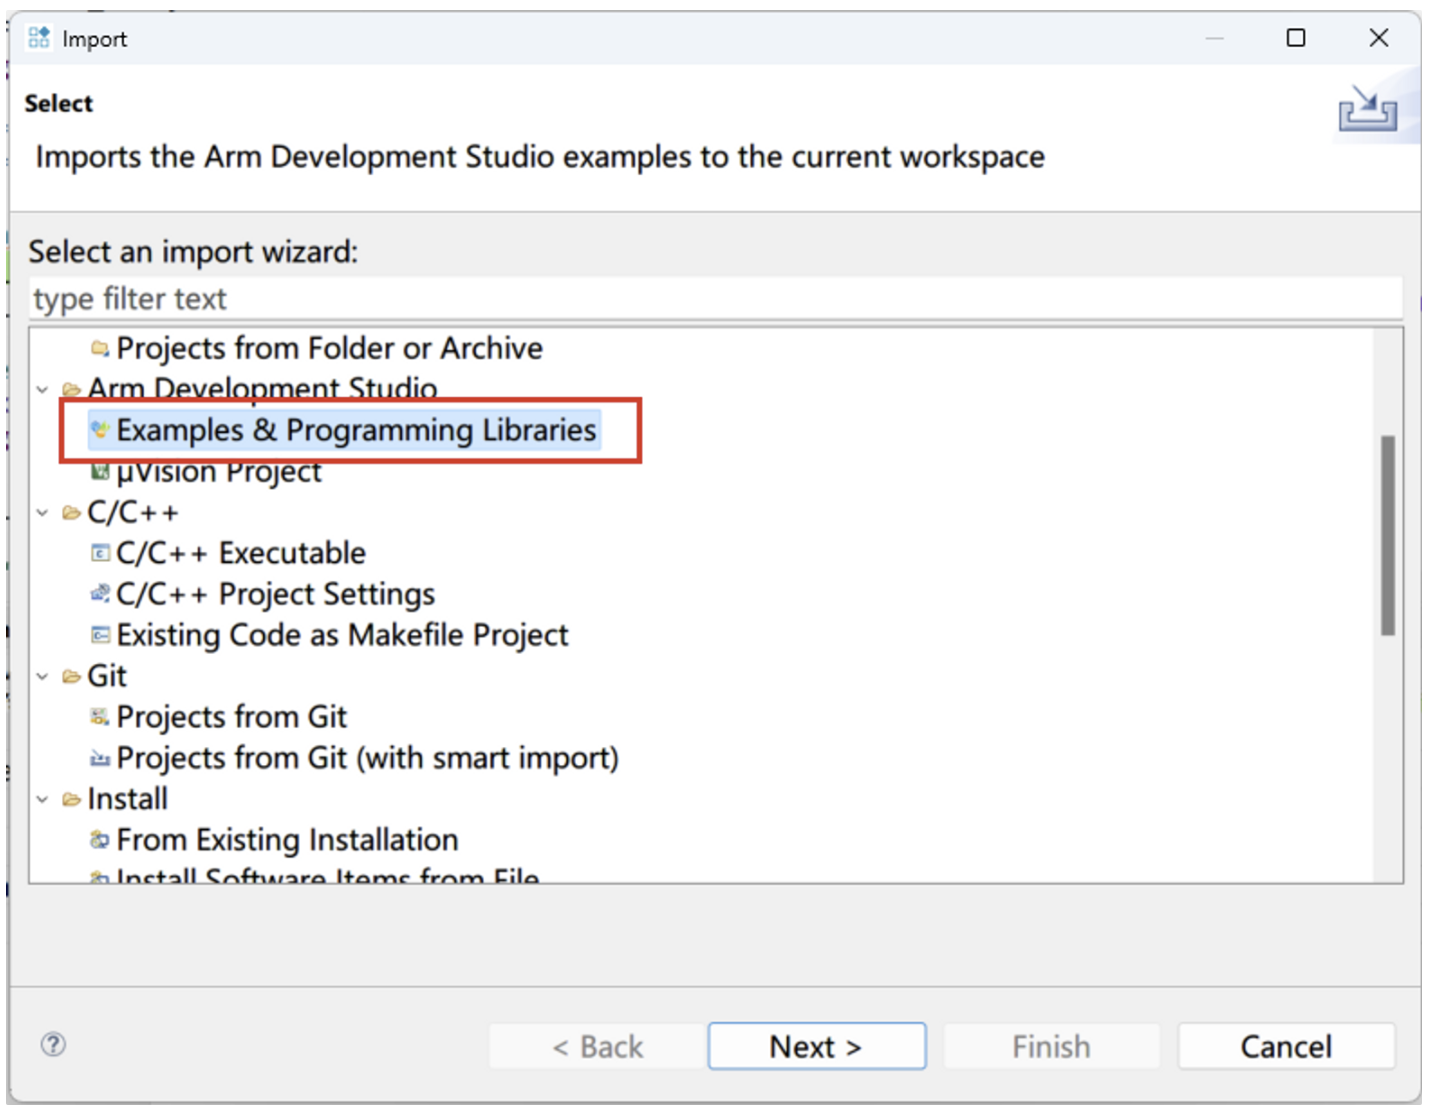 Import
Select
Imports the Arm Development Studio examples to the current workspace
Select an import wizard:
type filter text
Projects from Folder or Archive
Arm Development Studio
Examples & Programming Libraries
µVision Project
C/C++
C/C++ Executable
C/C++ Project Settings
Existing Code as Makefile Project
Git
Projects from Git
Projects from Git (with smart import)
Install
From Existing Installation
Install Software Items from File
< Back
Next >
Finish
Cancel